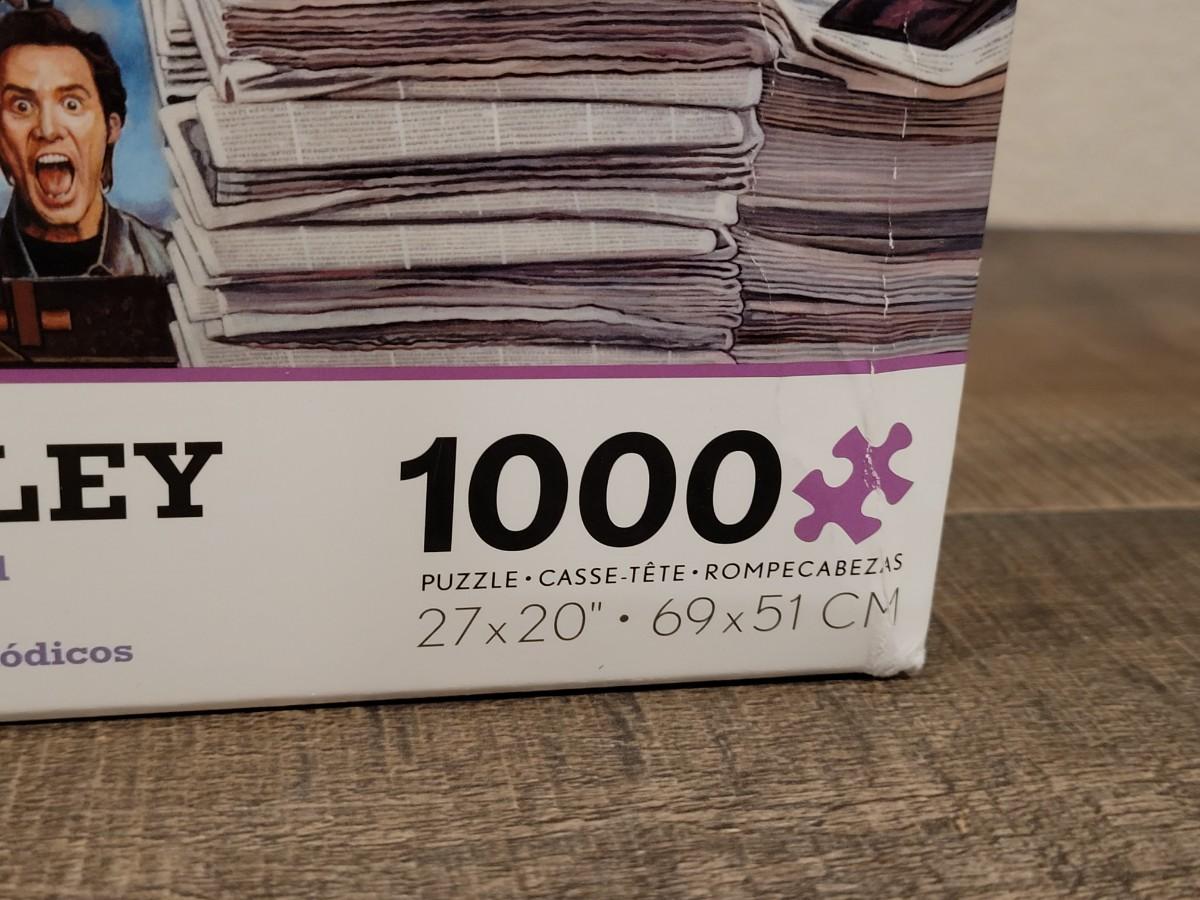 LEY
1000
PUZZLE•CASSE-TÊTE•ROMPECABEZAS
ódicos
27x20" • 69x51 CM